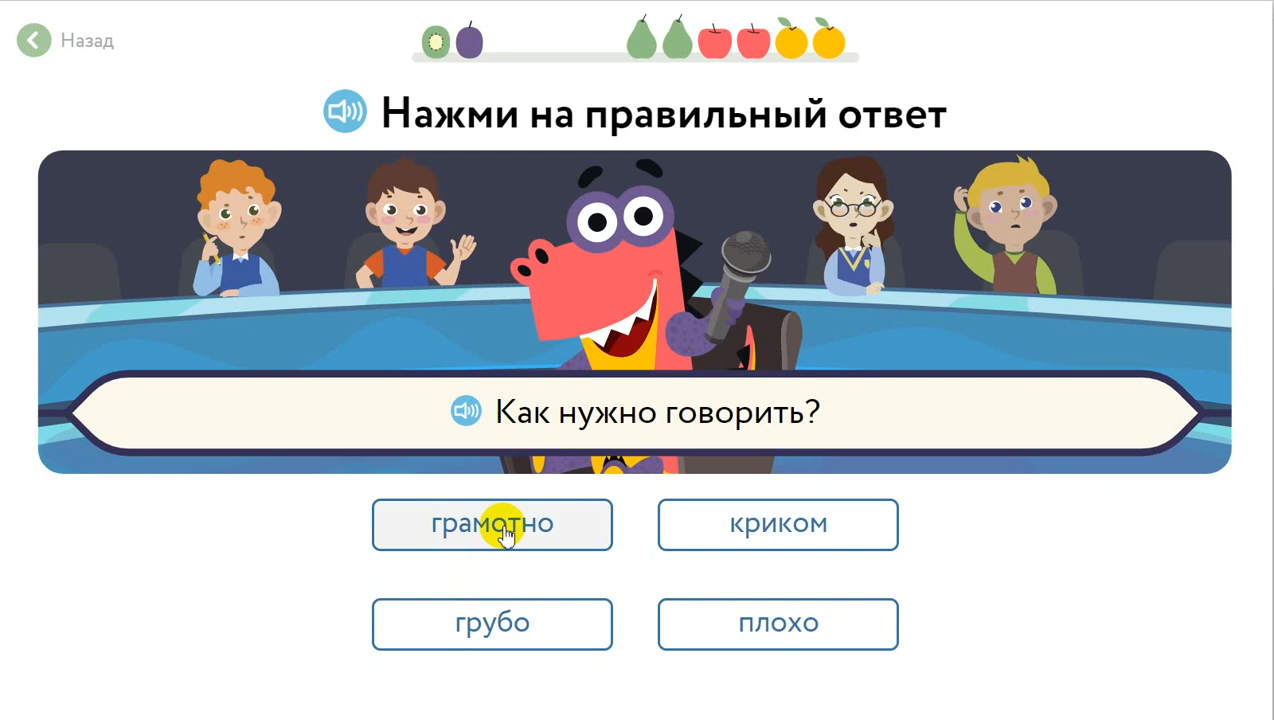 Назад
Нажми на правильный ответ
Как нужно говорить?
грамотно
криком
грубо
плохо